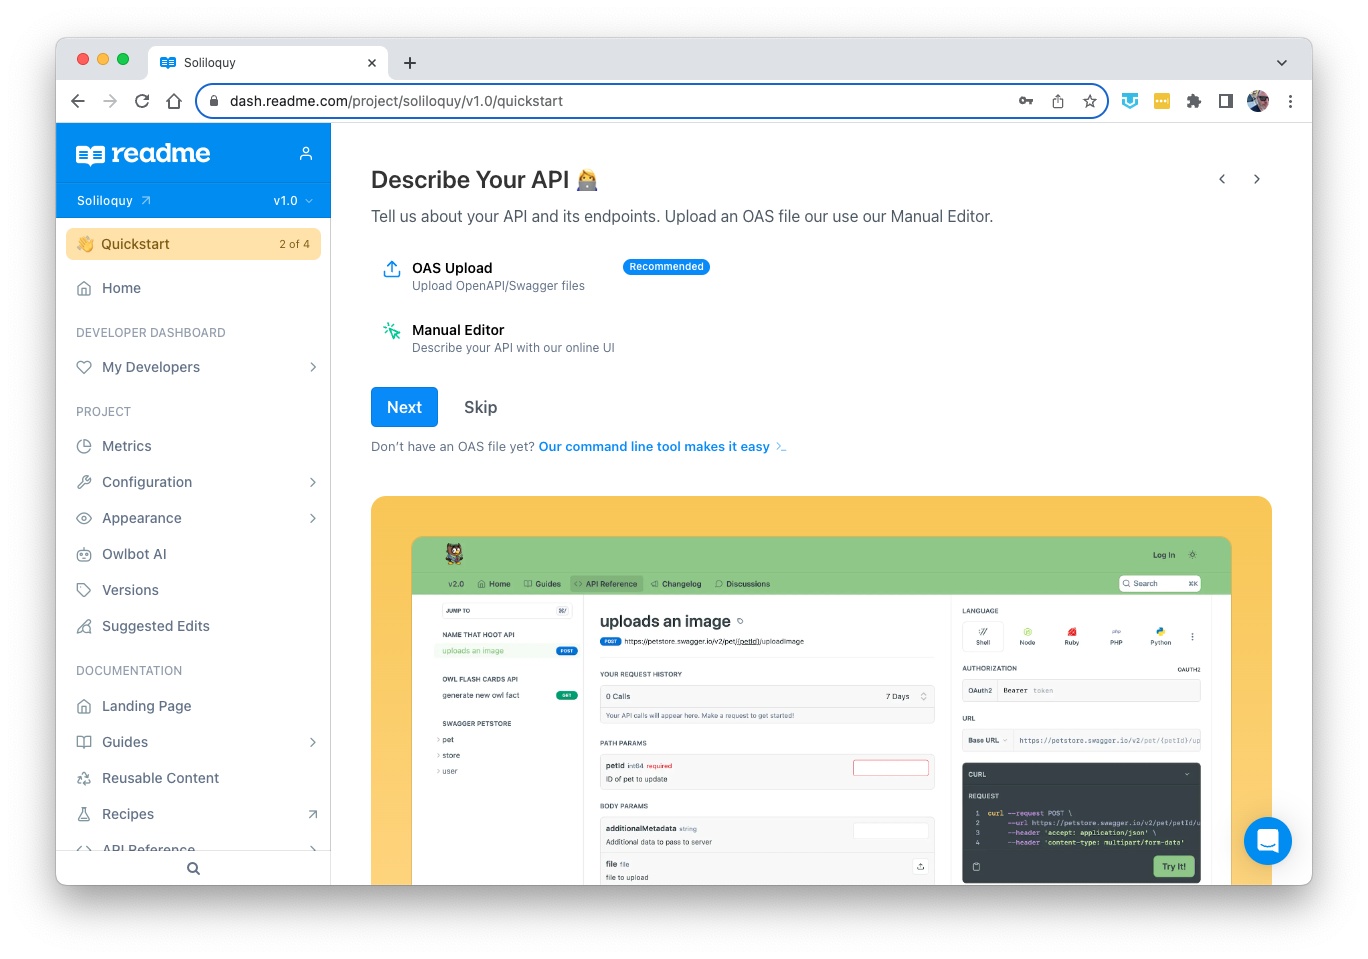 Soliloquy
dash.readme.com/project/soliloquy/v1.0/quickstart
readme
Soliloquy
v1.0
Quickstart
2 of 4
Home
DEVELOPER DASHBOARD
My Developers
PROJECT
Metrics
Configuration
Appearance
Owlbot AI
Versions
Suggested Edits
DOCUMENTATION
Landing Page
Guides
Reusable Content
Recipes
API Reference
Describe Your API
Tell us about your API and its endpoints. Upload an OAS file our use our Manual Editor.
OAS Upload
Recommended
Upload OpenAPI/Swagger files
Manual Editor
Describe your API with our online UI
Next
Skip
Don't have an OAS file yet? Our command line tool makes it easy >_
Log In
v2.0 Home Guides <> API Reference Changelog Discussions
Search ⌘K
JUMP TO ⌘/
NAME THAT HOOT API
uploads an image POST
OWL FLASH CARDS API
generate new owl fact GET
SWAGGER PETSTORE
pet
store
user
uploads an image
POST https://petstore.swagger.io/v2/pet/{petId}/uploadImage
YOUR REQUEST HISTORY
0 Calls 7 Days
Your API calls will appear here. Make a request to get started!
PATH PARAMS
petId int64 required
ID of pet to update
BODY PARAMS
additionalMetadata string
Additional data to pass to server
file file
file to upload
LANGUAGE
Shell Node Ruby PHP Python
AUTHORIZATION OAUTH2
OAuth2 Bearer token
URL
Base URL https://petstore.swagger.io/v2/pet/{petId}/up
CURL
REQUEST
1 curl --request POST \
2 --url https://petstore.swagger.io/v2/pet/petId/u
3 --header 'accept: application/json' \
4 --header 'content-type: multipart/form-data'
Try It!